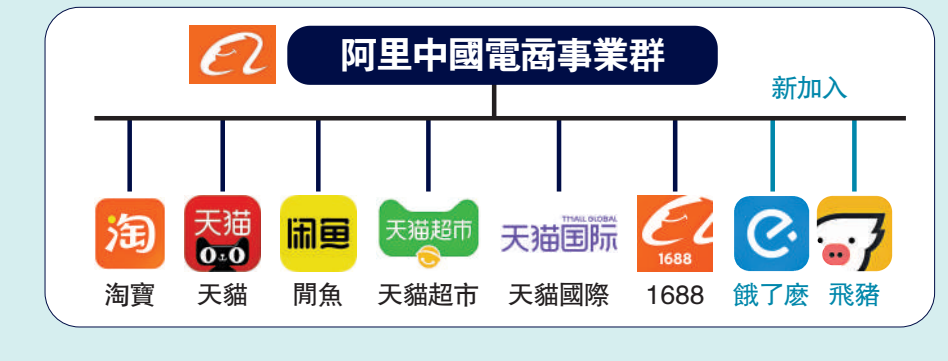 阿里中國電商事業群
新加入
淘
天猫
闲鱼
天猫超市
TMALL GLOBAL
天猫国际
1688
淘寶
天貓
閒魚
天貓超市
天貓國際
1688
餓了麼
飛豬